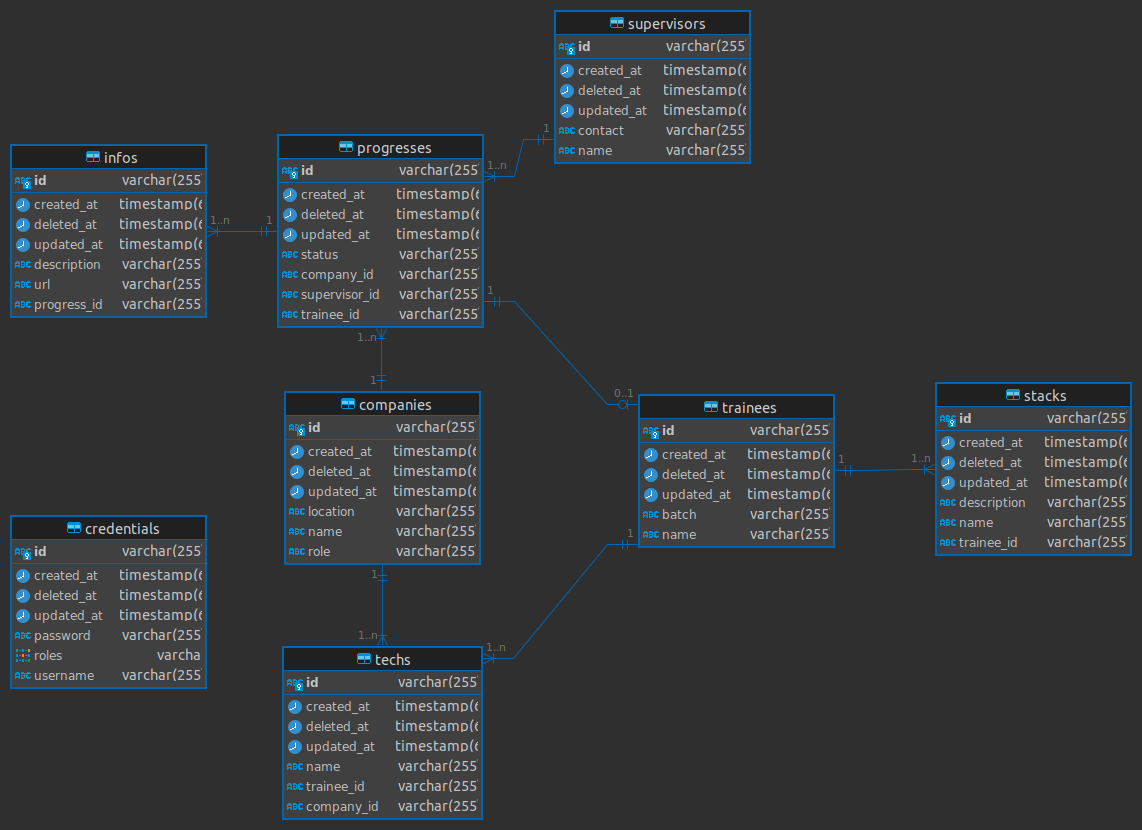 supervisors
id varchar(255
created_at timestamp(6
deleted_at timestamp(6
updated_at timestamp(6
contact varchar(255
name varchar(255
1
1..n
progresses
id varchar(255
created_at timestamp(6
deleted_at timestamp(6
updated_at timestamp(6
status varchar(255
company_id varchar(255
supervisor_id varchar(255
trainee_id varchar(255
infos
id varchar(255
created_at timestamp(6
deleted_at timestamp(6
updated_at timestamp(6
description varchar(255
url varchar(255
progress_id varchar(255
1..n
1
1
1..n
1
0..1
companies
id varchar(255
created_at timestamp(6
deleted_at timestamp(6
updated_at timestamp(6
location varchar(255
name varchar(255
role varchar(255
trainees
id varchar(255
created_at timestamp(6
deleted_at timestamp(6
updated_at timestamp(6
batch varchar(255
name varchar(255
1
1..n
stacks
id varchar(255
created_at timestamp(6
deleted_at timestamp(6
updated_at timestamp(6
description varchar(255
name varchar(255
trainee_id varchar(255
credentials
id varchar(255
created_at timestamp(6
deleted_at timestamp(6
updated_at timestamp(6
password varchar(255
roles varcha
username varchar(255
1
1..n
1
1..n
techs
id varchar(255
created_at timestamp(6
deleted_at timestamp(6
updated_at timestamp(6
name varchar(255
trainee_id varchar(255
company_id varchar(255